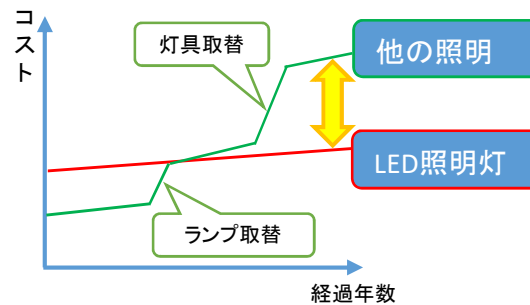 コスト
灯具取替
他の照明
LED照明灯
ランプ取替
経過年数